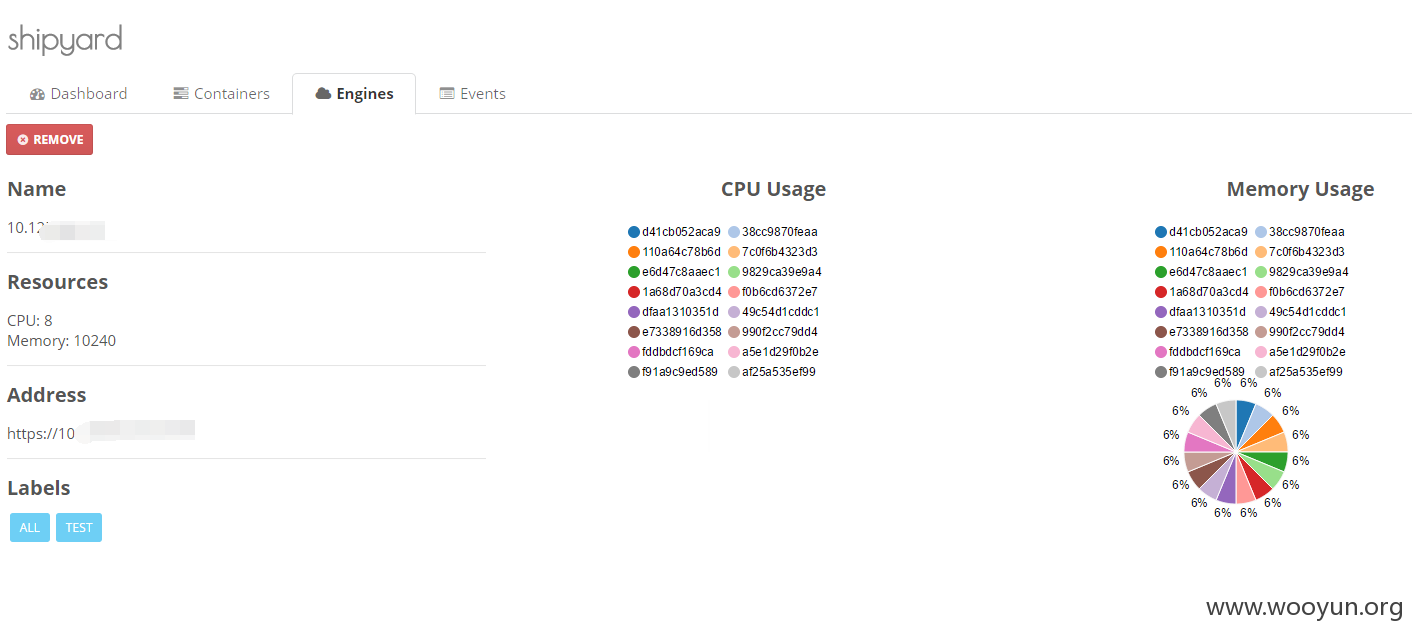 shipyard
Dashboard Containers Engines Events
REMOVE
Name
10.12
Resources
CPU: 8
Memory: 10240
Address
https://10
Labels
ALL TEST
CPU Usage
d41cb052aca9 38cc9870feaa
110a64c78b6d 7c0f6b4323d3
e6d47c8aaec1 9829ca39e9a4
1a68d70a3cd4 f0b6cd6372e7
dfaa1310351d 49c54d1cddc1
e7338916d358 990f2cc79dd4
fddbdcf169ca a5e1d29f0b2e
f91a9c9ed589 af25a535ef99
Memory Usage
d41cb052aca9 38cc9870feaa
110a64c78b6d 7c0f6b4323d3
e6d47c8aaec1 9829ca39e9a4
1a68d70a3cd4 f0b6cd6372e7
dfaa1310351d 49c54d1cddc1
e7338916d358 990f2cc79dd4
fddbdcf169ca a5e1d29f0b2e
f91a9c9ed589 af25a535ef99
6% 6%
6% 6%
6% 6%
6% 6%
6% 6%
6% 6%
6% 6%
6% 6%
www.wooyun.org